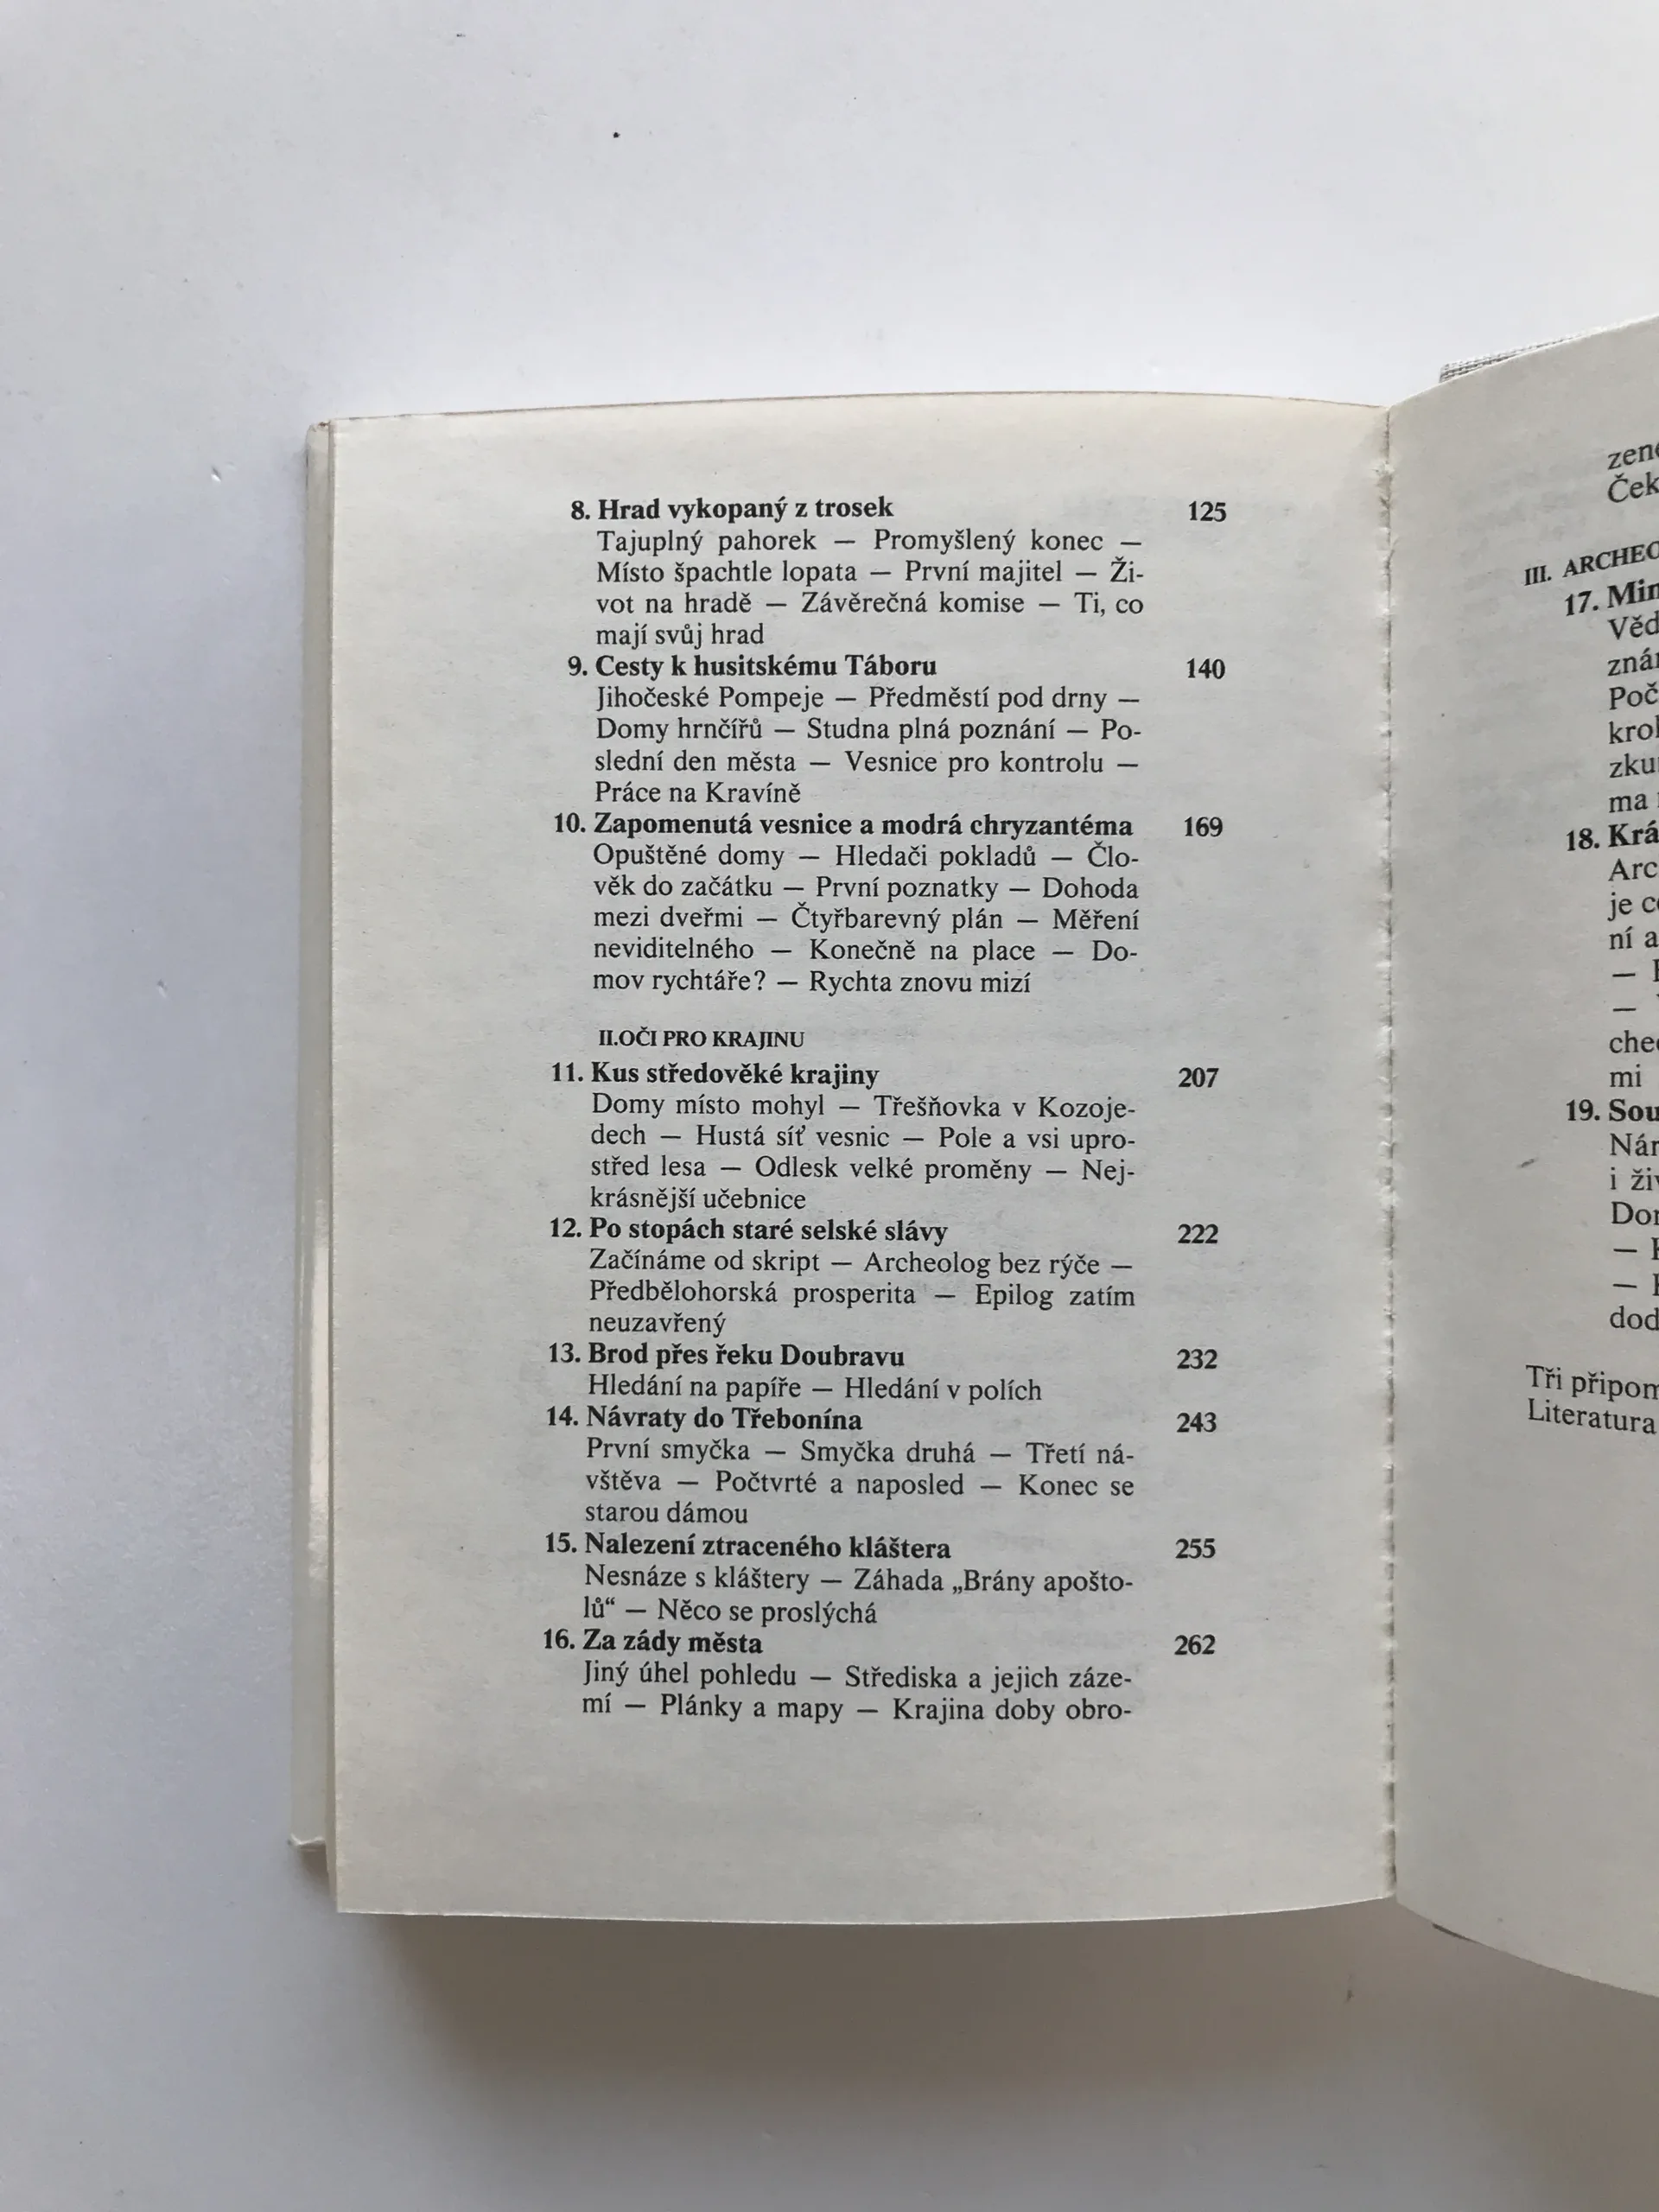 8. Hrad vykopaný z trosek 125
Tajuplný pahorek — Promyšlený konec —
Místo špachtle lopata — První majitel — Ži-
vot na hradě — Závěrečná komise — Ti, co
mají svůj hrad
9. Cesty k husitskému Táboru 140
Jihočeské Pompeje — Předměstí pod drny —
Domy hrnčířů — Studna plná poznání — Po-
slední den města — Vesnice pro kontrolu —
Práce na Kravíně
10. Zapomenutá vesnice a modrá chryzantéma 169
Opuštěné domy — Hledači pokladů — Člo-
věk do začátku — První poznatky — Dohoda
mezi dveřmi — Čtyřbarevný plán — Měření
neviditelného — Konečně na place — Do-
mov rychtáře? — Rychta znovu mizí
II.OČI PRO KRAJINU
11. Kus středověké krajiny 207
Domy místo mohyl — Třešňovka v Kozoje-
dech — Hustá síť vesnic — Pole a vsi upro-
střed lesa — Odlesk velké proměny — Nej-
krásnější učebnice
12. Po stopách staré selské slávy 222
Začínáme od skript — Archeolog bez rýče —
Předbělohorská prosperita — Epilog zatím
neuzavřený
13. Brod přes řeku Doubravu 232
Hledání na papíře — Hledání v polích
14. Návraty do Třebonína 243
První smyčka — Smyčka druhá — Třetí ná-
vštěva — Počtvrté a naposled — Konec se
starou dámou
15. Nalezení ztraceného kláštera 255
Nesnáze s kláštery — Záhada „Brány apošto-
lů“ — Něco se proslýchá
16. Za zády města 262
Jiný úhel pohledu — Střediska a jejich záze-
mí — Plánky a mapy — Krajina doby obro-
III.
17.
18.
Arc
je
ní a
—
—
mi
19.
i
—
—
Tři
Literatura